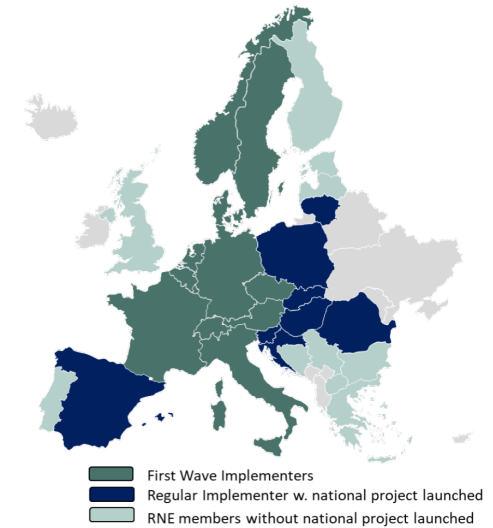 First Wave Implementers
Regular Implementer w. national project launched
RNE members without national project launched